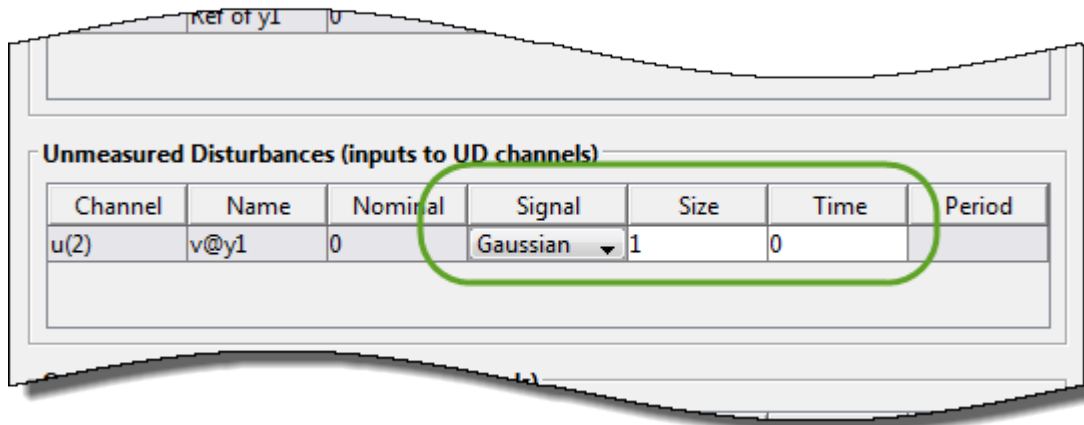 Ref of y1 0
Unmeasured Disturbances (inputs to UD channels)
Channel Name Nominal Signal Size Time Period
u(2) v@y1 0 Gaussian 1 0